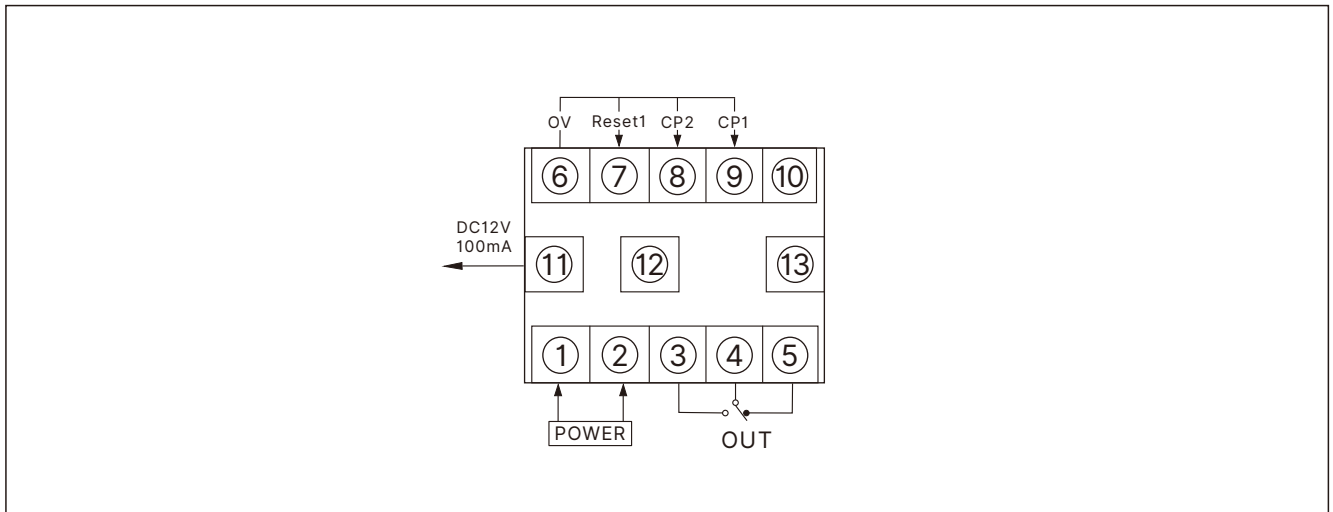 OV Reset1 CP2 CP1
⑥ ⑦ ⑧ ⑨ ⑩
DC12V
100mA
⑪ ⑫ ⑬
① ② ③ ④ ⑤
POWER
OUT